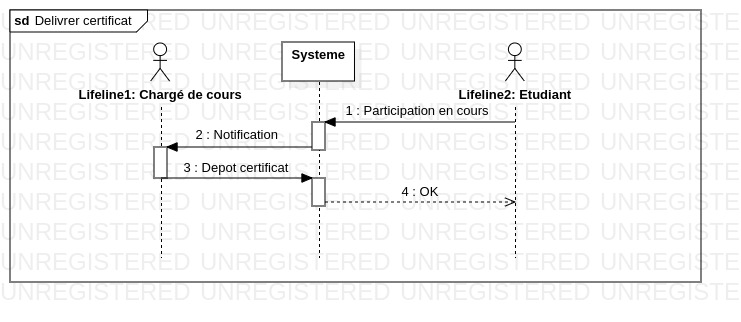 sd Delivrer certificat
Systeme
Lifeline1: Chargé de cours
Lifeline2: Etudiant
1 : Participation en cours
2 : Notification
3 : Depot certificat
4 : OK
UNREGISTERED UNREGISTERED UNREGISTERED UNREGISTE
UNREGISTERED UNREGISTERED UNREGISTERED UNREGISTE
UNREGISTERED UNREGISTERED UNREGISTERED UNREGISTE
UNREGISTERED UNREGISTERED UNREGISTERED UNREGISTE
UNREGISTERED UNREGISTERED UNREGISTERED UNREGISTE
UNREGISTERED UNREGISTERED UNREGISTERED UNREGISTE
UNREGISTERED UNREGISTERED UNREGISTERED UNREGISTE
UNREGISTERED UNREGISTERED UNREGISTERED UNREGISTE
UNREGISTERED UNREGISTERED UNREGISTERED UNREGISTE
UNREGISTERED UNREGISTERED UNREGISTERED UNREGISTE